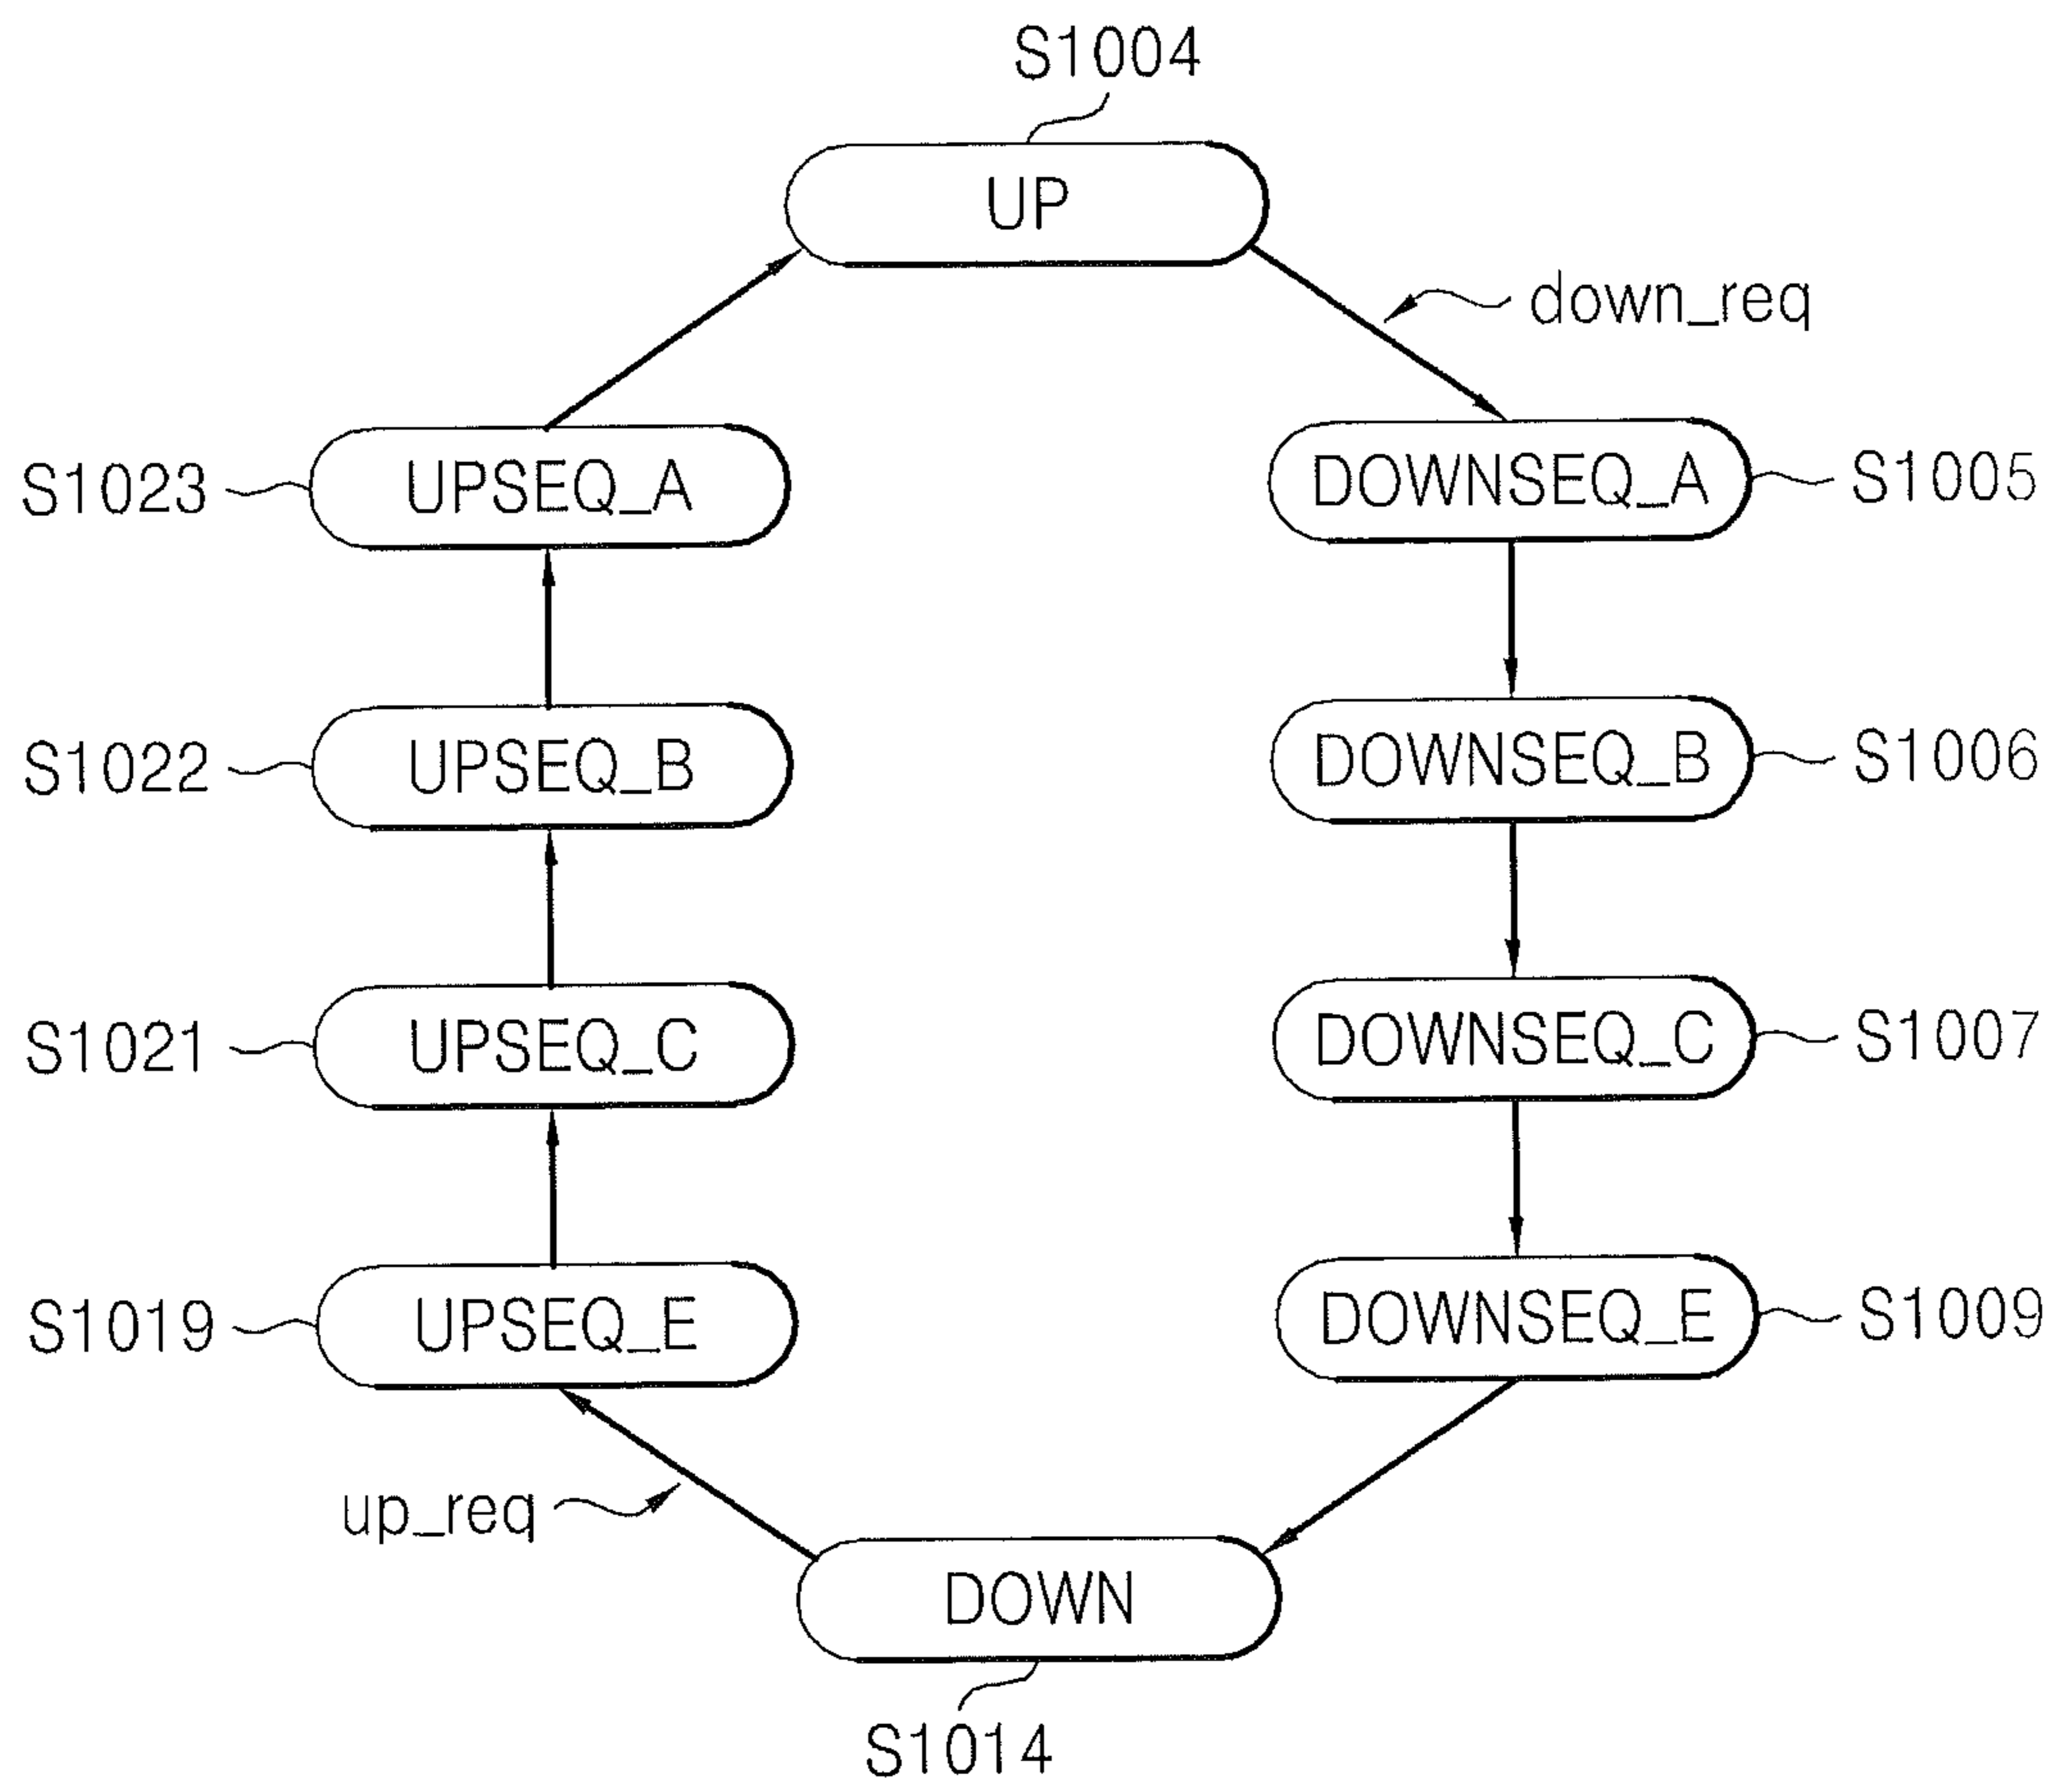 S1004
UP
down_req
S1023
UPSEQ_A
DOWNSEQ_A
S1005
S1022
UPSEQ_B
DOWNSEQ_B
S1006
S1021
UPSEQ_C
DOWNSEQ_C
S1007
S1019
UPSEQ_E
DOWNSEQ_E
S1009
up_req
DOWN
S1014